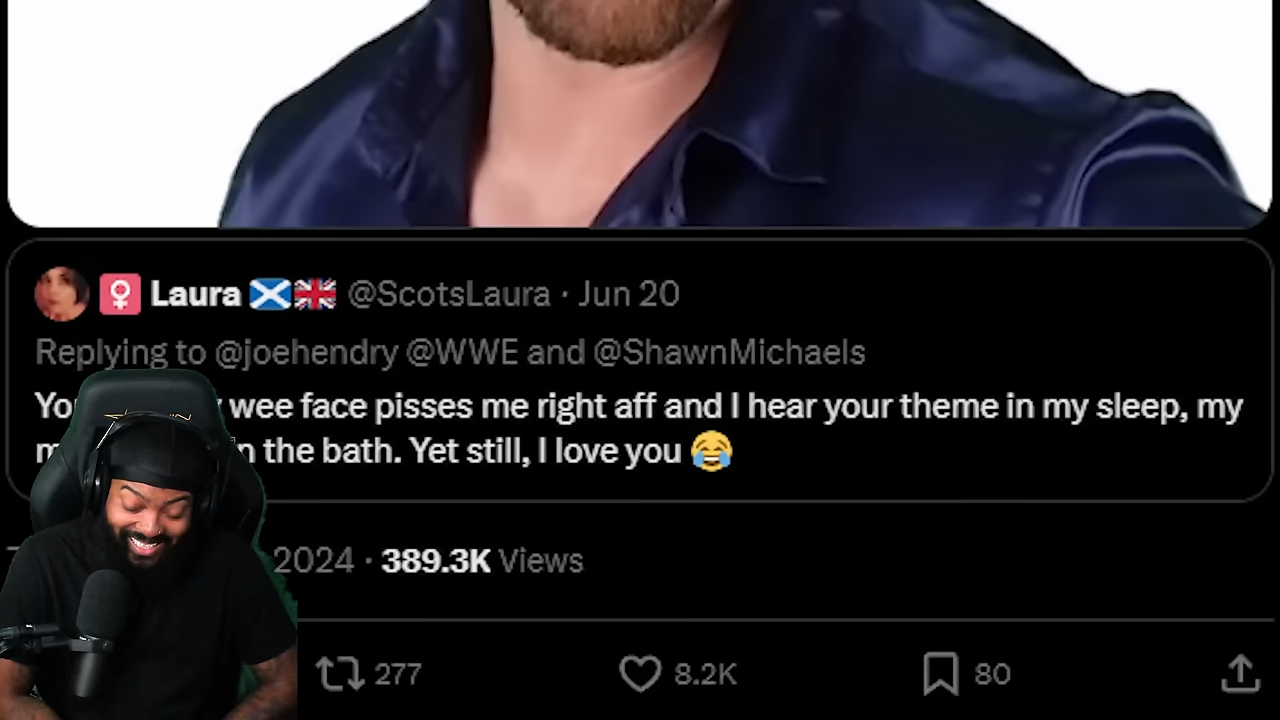 Laura @ScotsLaura · Jun 20
Replying to @joehendry @WWE and @ShawnMichaels
wee face pisses me right aff and I hear your theme in my sleep, my
the bath. Yet still, I love you 😂
2024 · 389.3K Views
277 8.2K 80